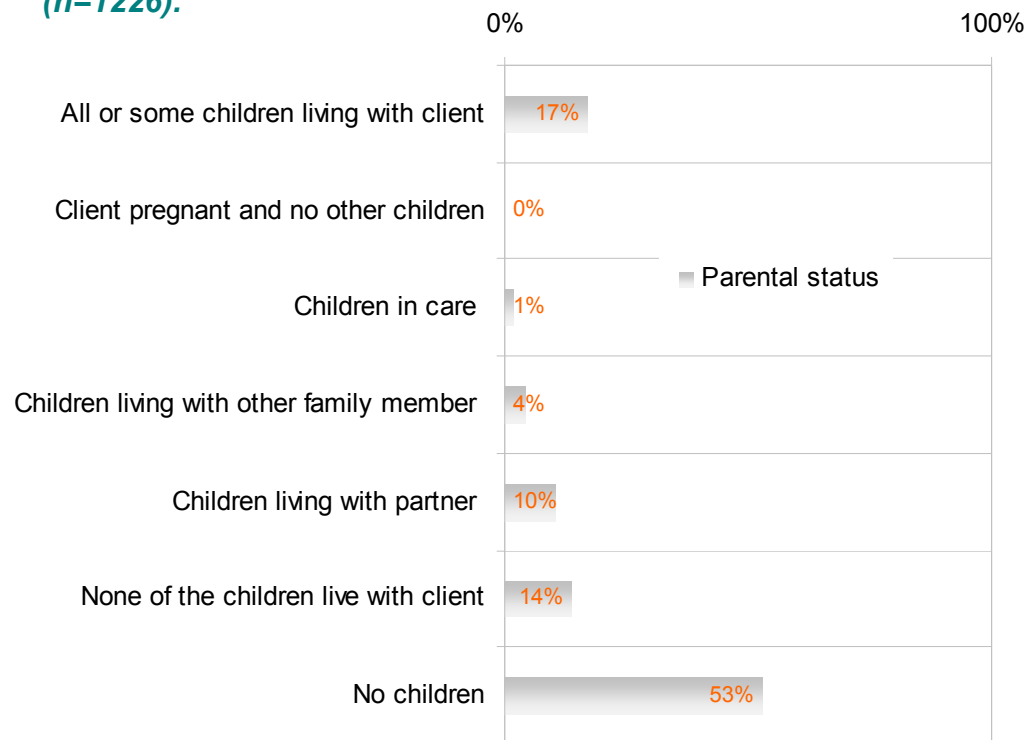 (n=1226).
0% 100%
All or some children living with client 17%
Client pregnant and no other children 0%
Parental status
Children in care 1%
Children living with other family member 4%
Children living with partner 10%
None of the children live with client 14%
No children 53%